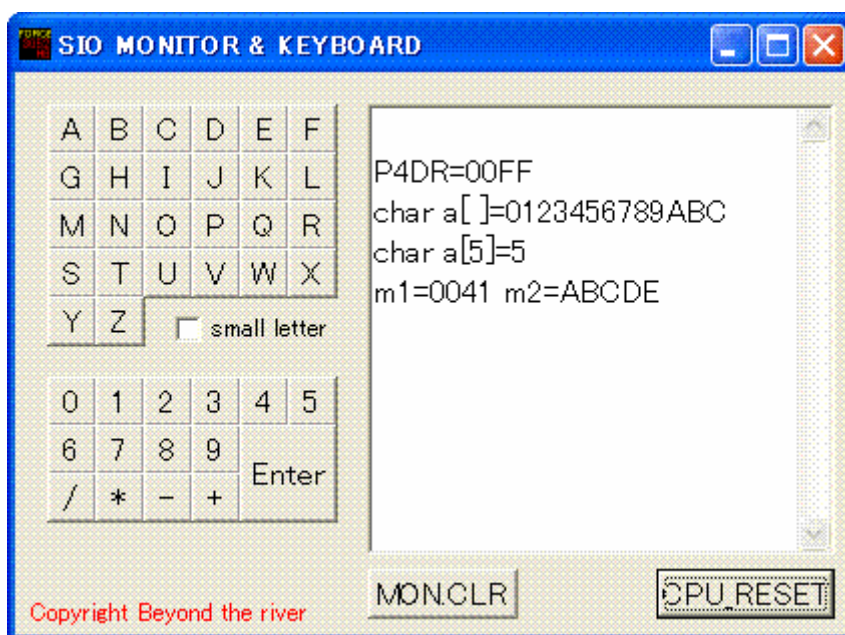 SIO MONITOR & KEYBOARD
A B C D E F
G H I J K L
M N O P Q R
S T U V W X
Y Z small letter
0 1 2 3 4 5
6 7 8 9 Enter
/ * - +
P4DR=00FF
char a[ ]=0123456789ABC
char a[5]=5
m1=0041 m2=ABCDE
MON.CLR CPU_RESET
Copyright Beyond the river